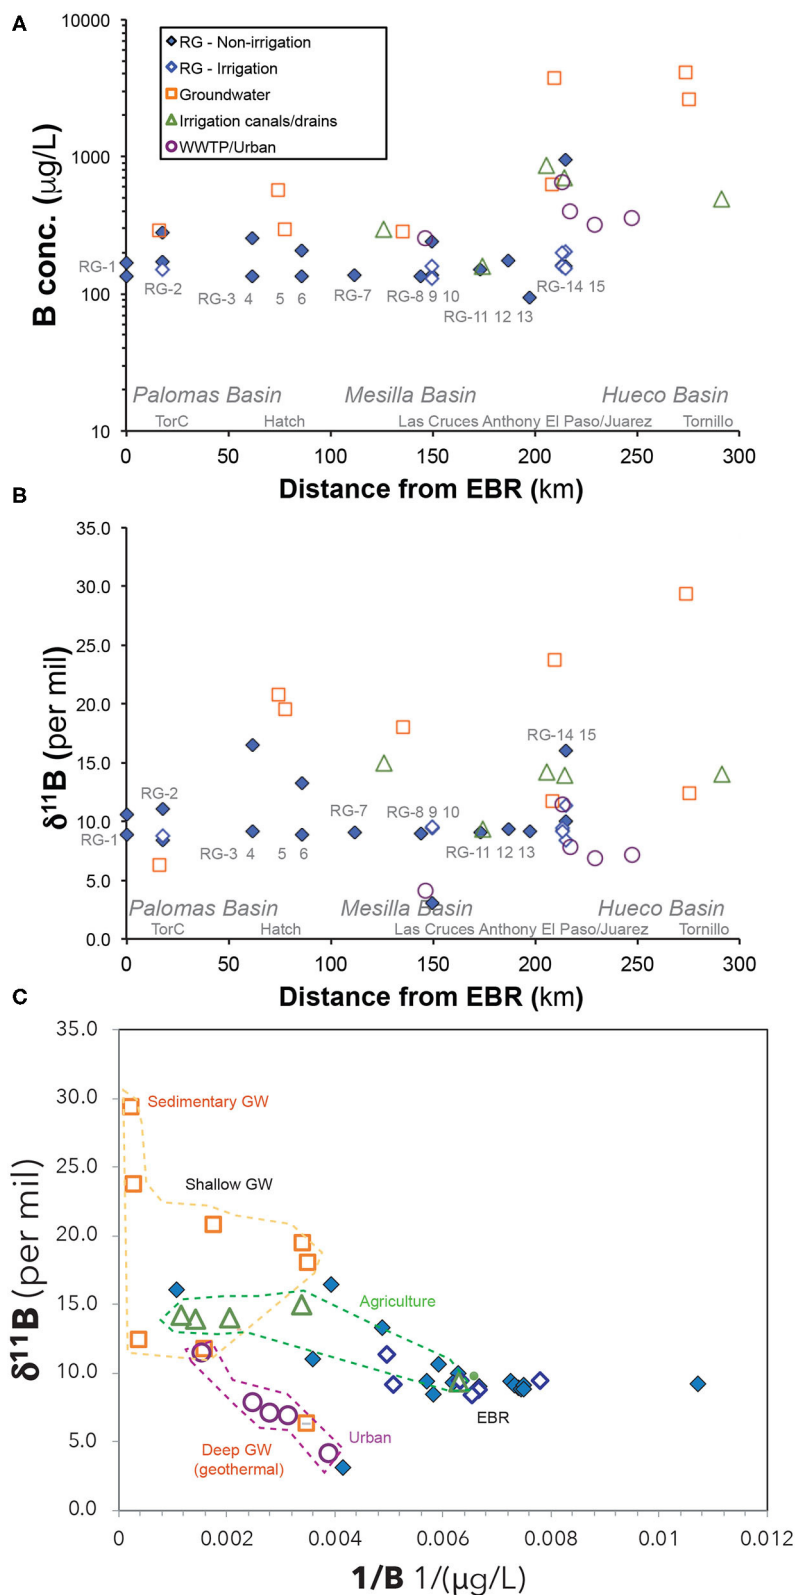 A
10000
1000
100
10
B conc. (µg/L)
RG - Non-irrigation
RG - Irrigation
Groundwater
Irrigation canals/drains
WWTP/Urban
RG-1
RG-2
RG-3 4 5 6
RG-7
RG-8 9 10
RG-11 12 13
RG-14 15
Palomas Basin Mesilla Basin Hueco Basin
TorC Hatch Las Cruces Anthony El Paso/Juarez Tornillo
0 50 100 150 200 250 300
Distance from EBR (km)
B
35.0
30.0
25.0
20.0
15.0
10.0
5.0
0.0
δ¹¹B (per mil)
RG-14 15
RG-2
RG-7
RG-8 9 10
RG-1
RG-3 4 5 6
RG-11 12 13
Palomas Basin Mesilla Basin Hueco Basin
TorC Hatch Las Cruces Anthony El Paso/Juarez Tornillo
0 50 100 150 200 250 300
Distance from EBR (km)
C
35.0
30.0
25.0
20.0
15.0
10.0
5.0
0.0
δ¹¹B (per mil)
Sedimentary GW
Shallow GW
Agriculture
EBR
Urban
Deep GW
(geothermal)
0 0.002 0.004 0.006 0.008 0.01 0.012
1/B 1/(µg/L)